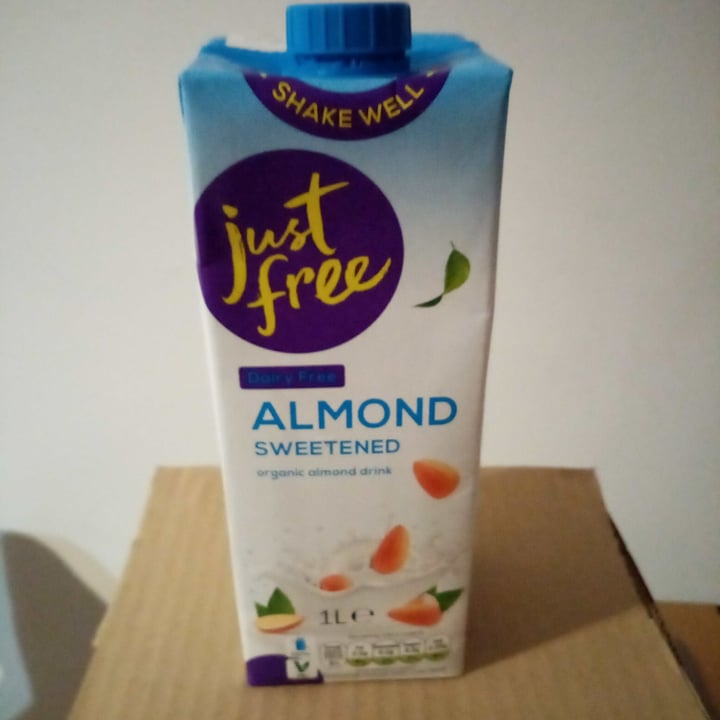 SHAKE WELL
just
free
Dairy Free
ALMOND
SWEETENED
organic almond drink
1L ℮